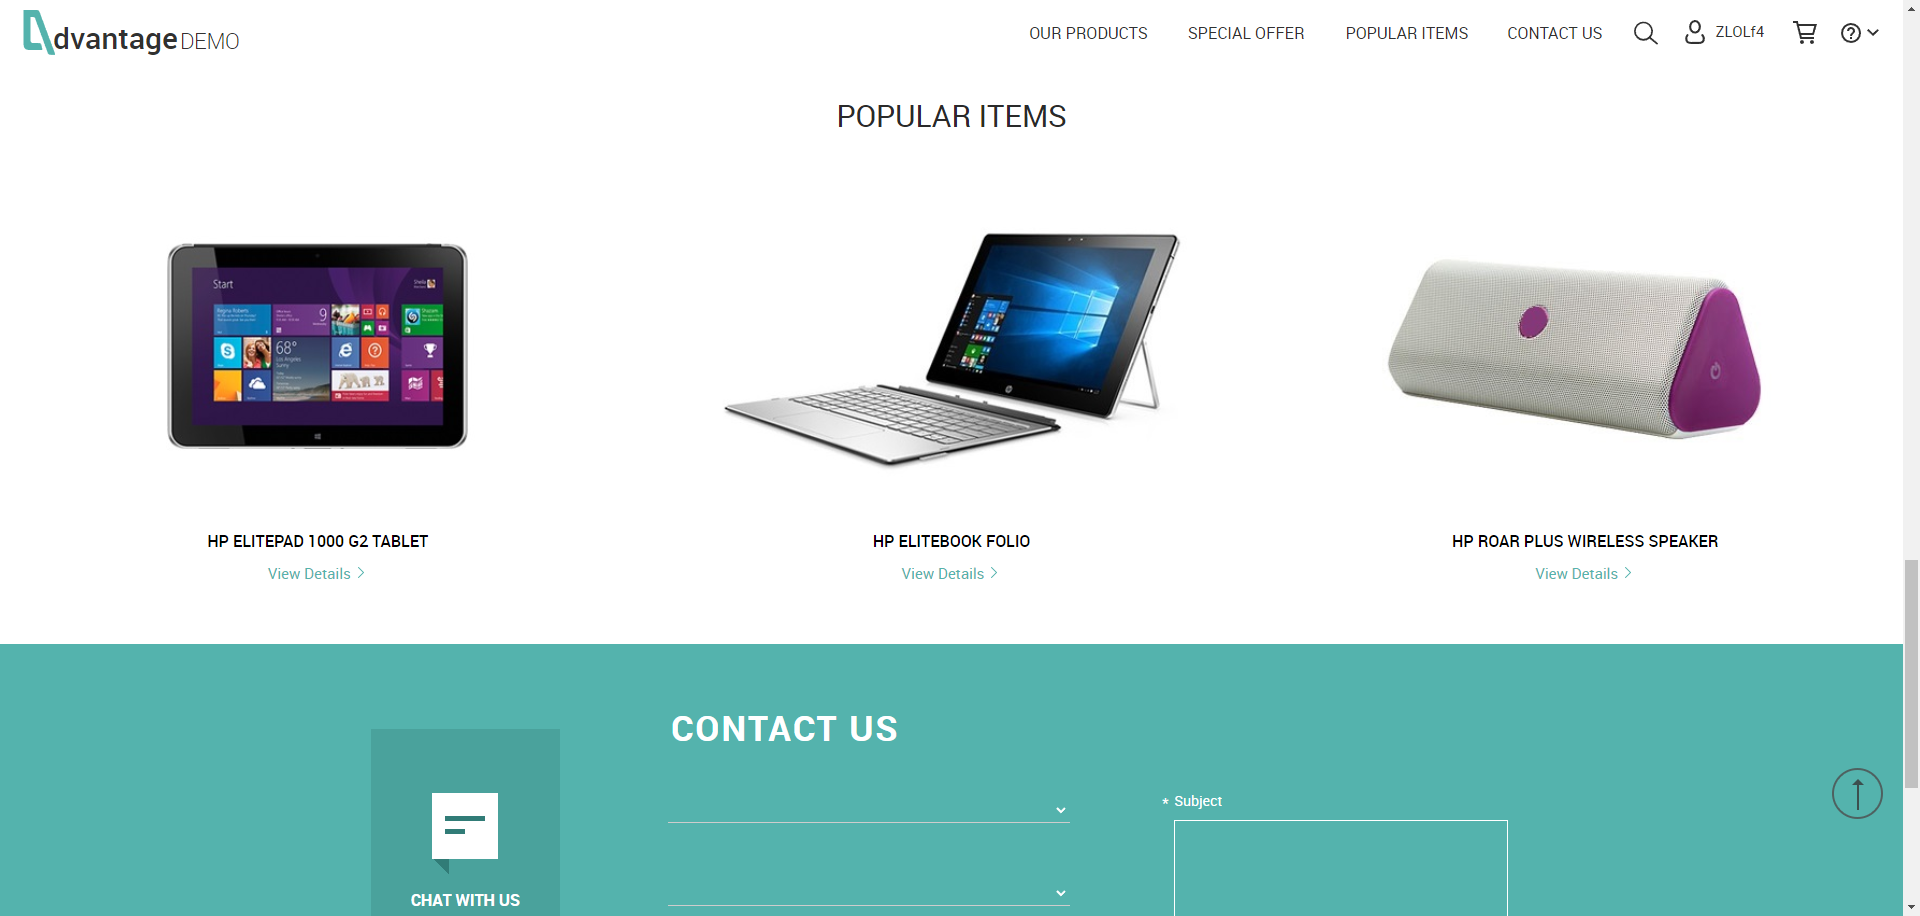 dvantage DEMO
OUR PRODUCTS
SPECIAL OFFER
POPULAR ITEMS
CONTACT US
ZLOLf4
POPULAR ITEMS
Start
9
68°
HP ELITEPAD 1000 G2 TABLET
View Details
HP ELITEBOOK FOLIO
View Details
HP ROAR PLUS WIRELESS SPEAKER
View Details
CONTACT US
* Subject
CHAT WITH US